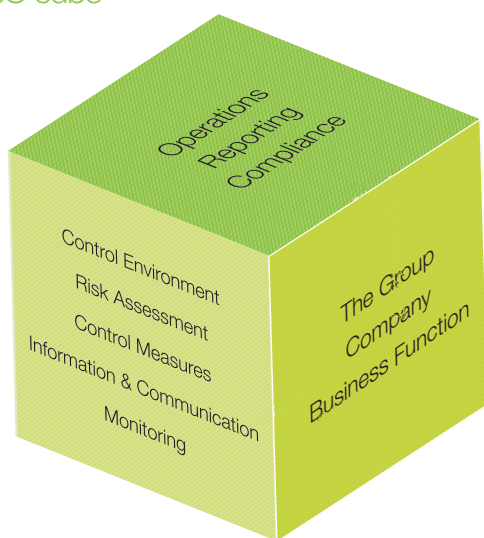 Operations
Reporting
Compliance
Control Environment
Risk Assessment
Control Measures
Information & Communication
Monitoring
The Group
Company
Business Function